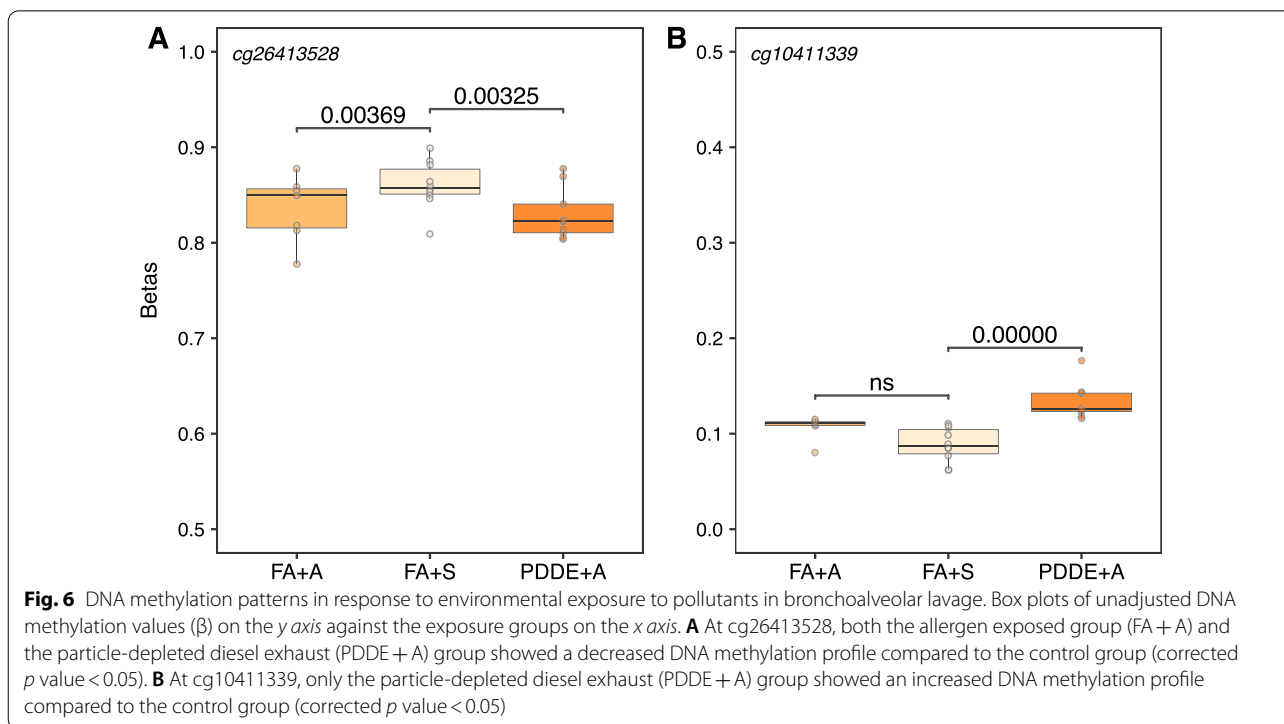 A
B
cg26413528
cg10411339
1.0
0.9
0.8
0.7
0.6
0.5
Betas
0.00369
0.00325
FA+A
FA+S
PDDE+A
0.5
0.4
0.3
0.2
0.1
0.0
ns
0.00000
FA+A
FA+S
PDDE+A
Fig. 6 DNA methylation patterns in response to environmental exposure to pollutants in bronchoalveolar lavage. Box plots of unadjusted DNA
methylation values (β) on the y axis against the exposure groups on the x axis. A At cg26413528, both the allergen exposed group (FA + A) and
the particle-depleted diesel exhaust (PDDE + A) group showed a decreased DNA methylation profile compared to the control group (corrected
p value < 0.05). B At cg10411339, only the particle-depleted diesel exhaust (PDDE + A) group showed an increased DNA methylation profile
compared to the control group (corrected p value < 0.05)